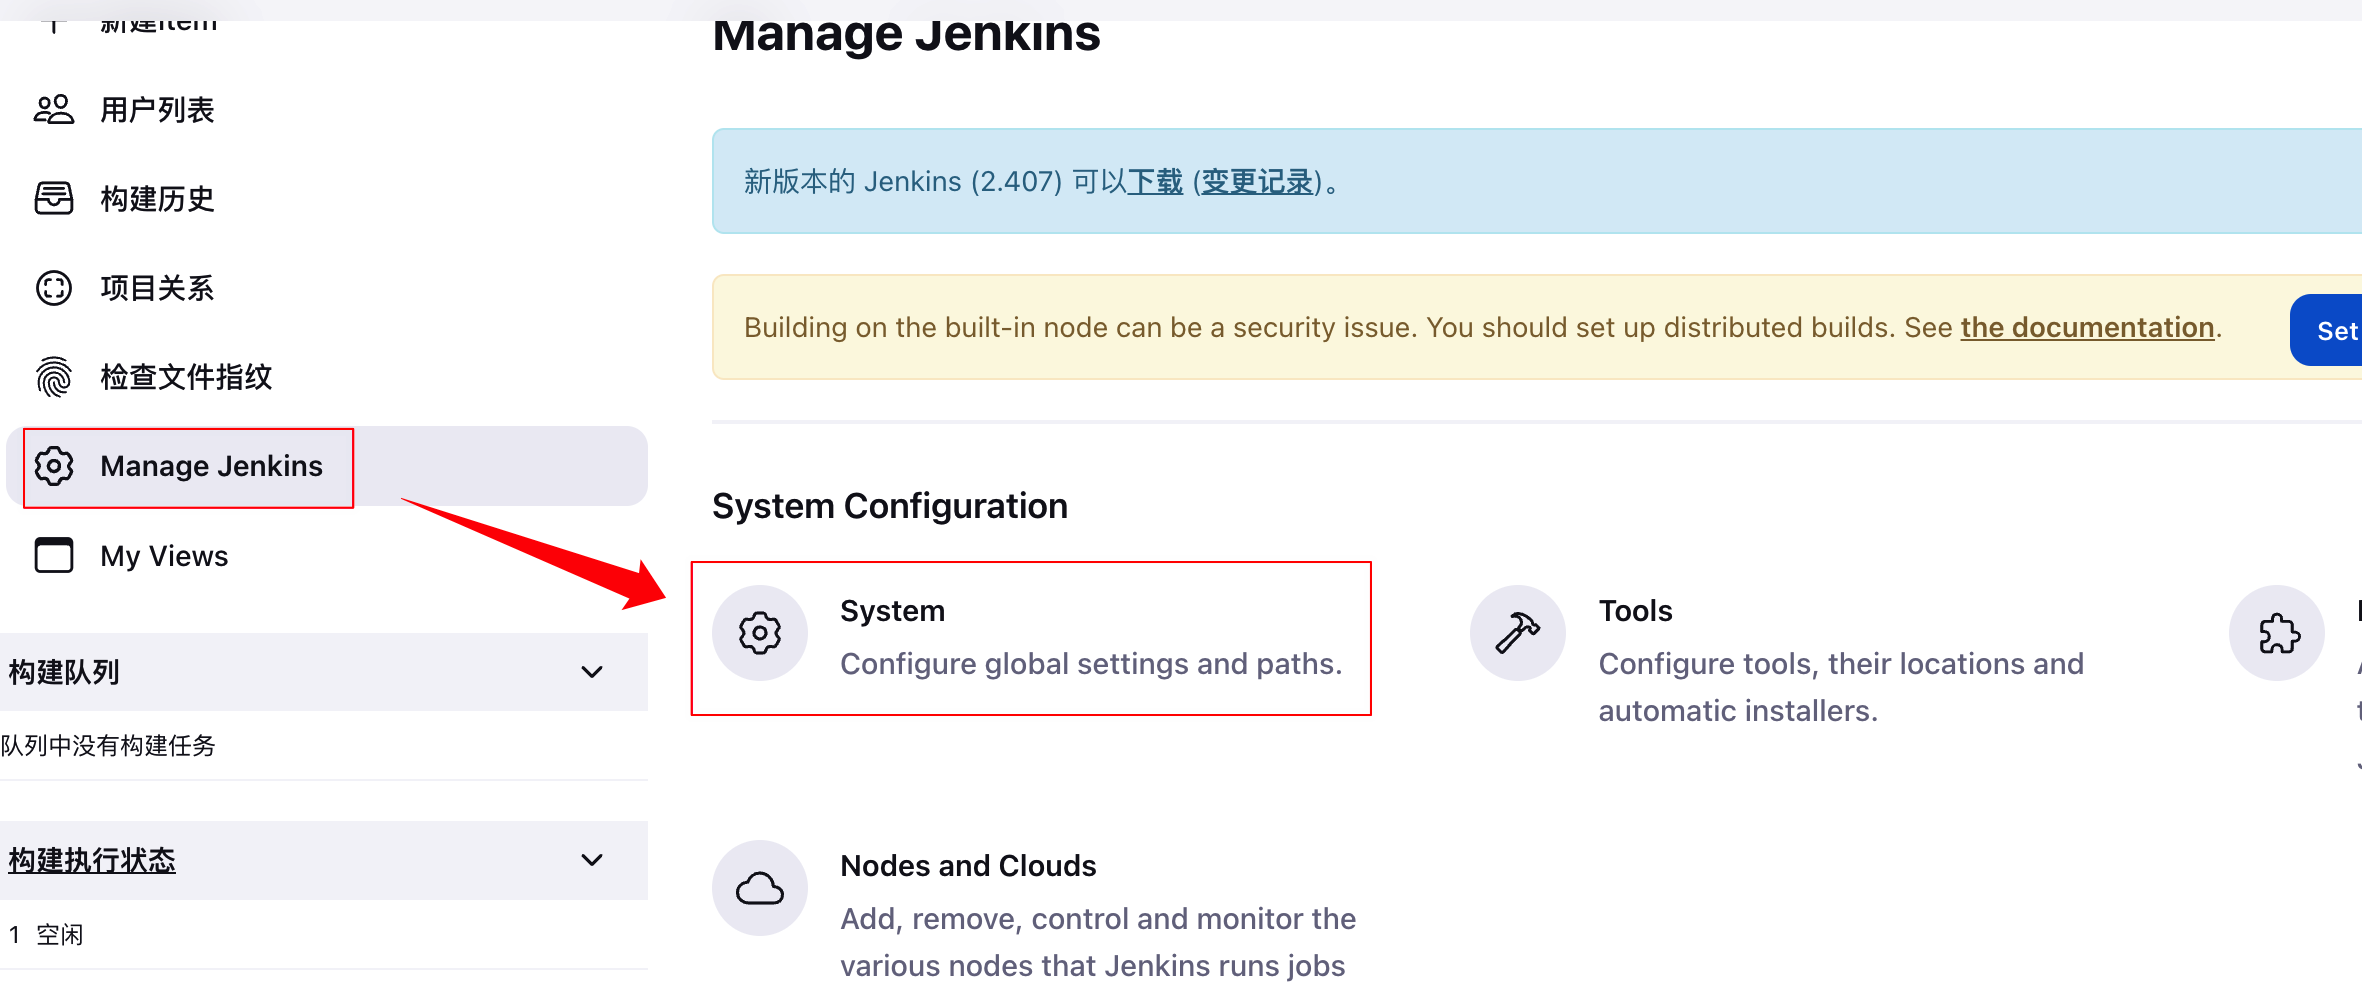 新建Item
用户列表
构建历史
项目关系
检查文件指纹
Manage Jenkins
My Views
构建队列
队列中没有构建任务
构建执行状态
1 空闲
Manage Jenkins
新版本的 Jenkins (2.407) 可以下载 (变更记录)。
Building on the built-in node can be a security issue. You should set up distributed builds. See the documentation.
Set
System Configuration
System
Configure global settings and paths.
Tools
Configure tools, their locations and
automatic installers.
Nodes and Clouds
Add, remove, control and monitor the
various nodes that Jenkins runs jobs